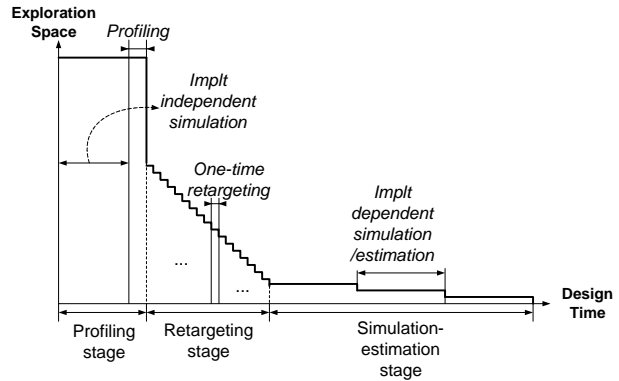 Exploration
Space
Profiling
Implt
independent
simulation
One-time
retargeting
Implt
dependent
simulation
/estimation
...
...
Design
Time
Profiling
stage
Retargeting
stage
Simulation-
estimation
stage